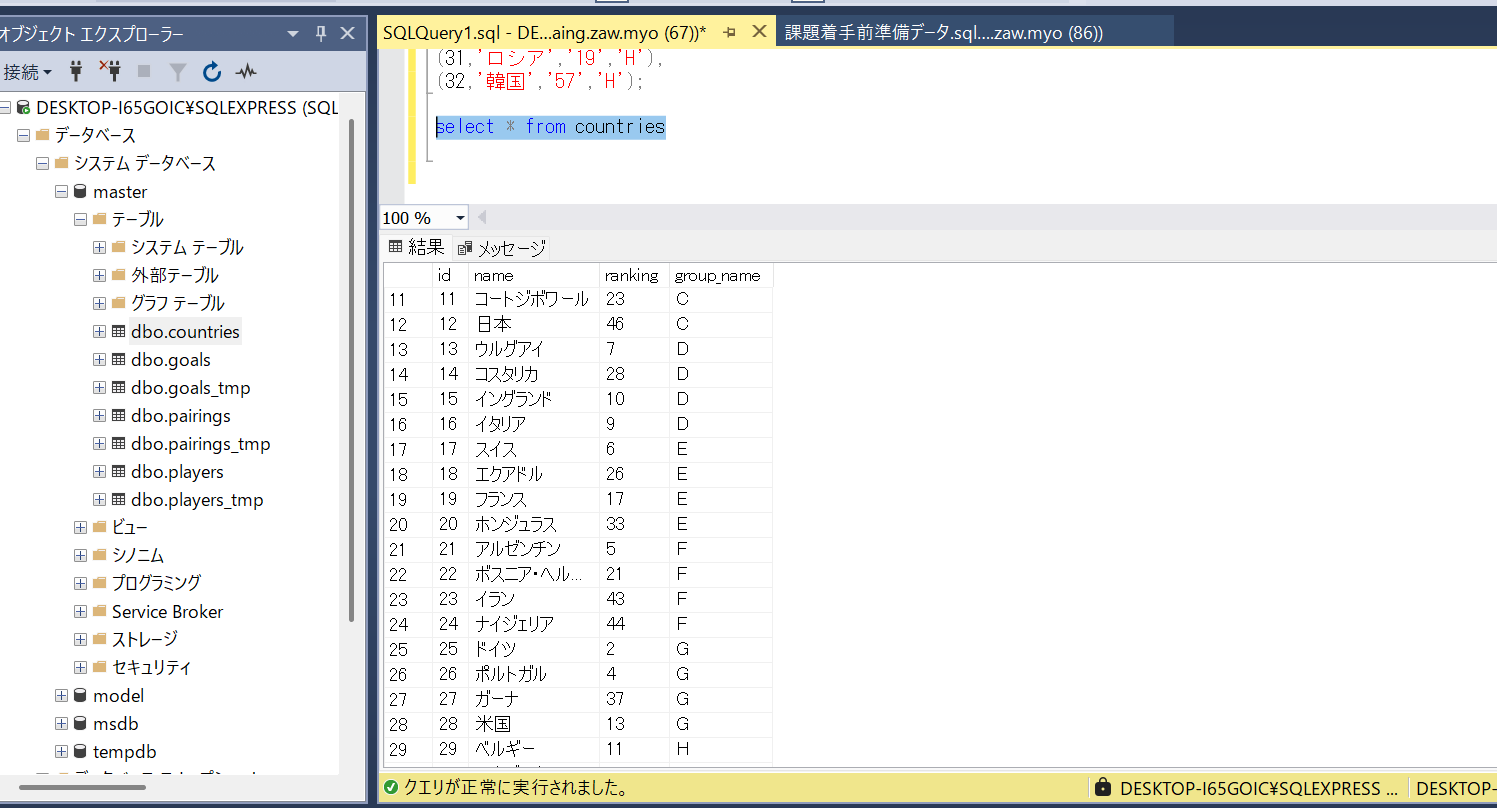 オブジェクト エクスプローラー
接続
DESKTOP-I65GOIC¥SQLEXPRESS (SQL
データベース
システム データベース
master
テーブル
システム テーブル
外部テーブル
グラフ テーブル
dbo.countries
dbo.goals
dbo.goals_tmp
dbo.pairings
dbo.pairings_tmp
dbo.players
dbo.players_tmp
ビュー
シノニム
プログラミング
Service Broker
ストレージ
セキュリティ
model
msdb
tempdb
SQLQuery1.sql - DE...aing.zaw.myo (67))*
課題着手前準備データ.sql....zaw.myo (86))
(31,'ロシア','19','H'),
(32,'韓国','57','H');
select * from countries
100 %
結果 メッセージ
id name ranking group_name
11 11 コートジボワール 23 C
12 12 日本 46 C
13 13 ウルグアイ 7 D
14 14 コスタリカ 28 D
15 15 イングランド 10 D
16 16 イタリア 9 D
17 17 スイス 6 E
18 18 エクアドル 26 E
19 19 フランス 17 E
20 20 ホンジュラス 33 E
21 21 アルゼンチン 5 F
22 22 ボスニア・ヘル... 21 F
23 23 イラン 43 F
24 24 ナイジェリア 44 F
25 25 ドイツ 2 G
26 26 ポルトガル 4 G
27 27 ガーナ 37 G
28 28 米国 13 G
29 29 ベルギー 11 H
クエリが正常に実行されました。
DESKTOP-I65GOIC¥SQLEXPRESS ...
DESKTOP-